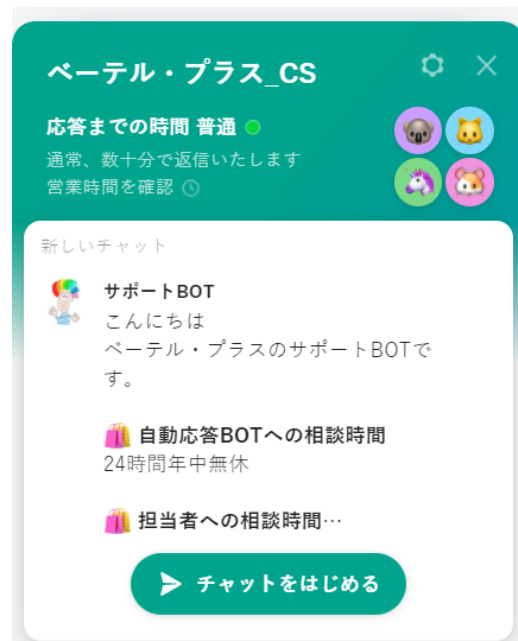 ベーテル・プラス_CS
応答までの時間 普通
通常、数十分で返信いたします
営業時間を確認
新しいチャット
サポートBOT
こんにちは
ベーテル・プラスのサポートBOTで
す。
自動応答BOTへの相談時間
24時間年中無休
担当者への相談時間…
チャットをはじめる